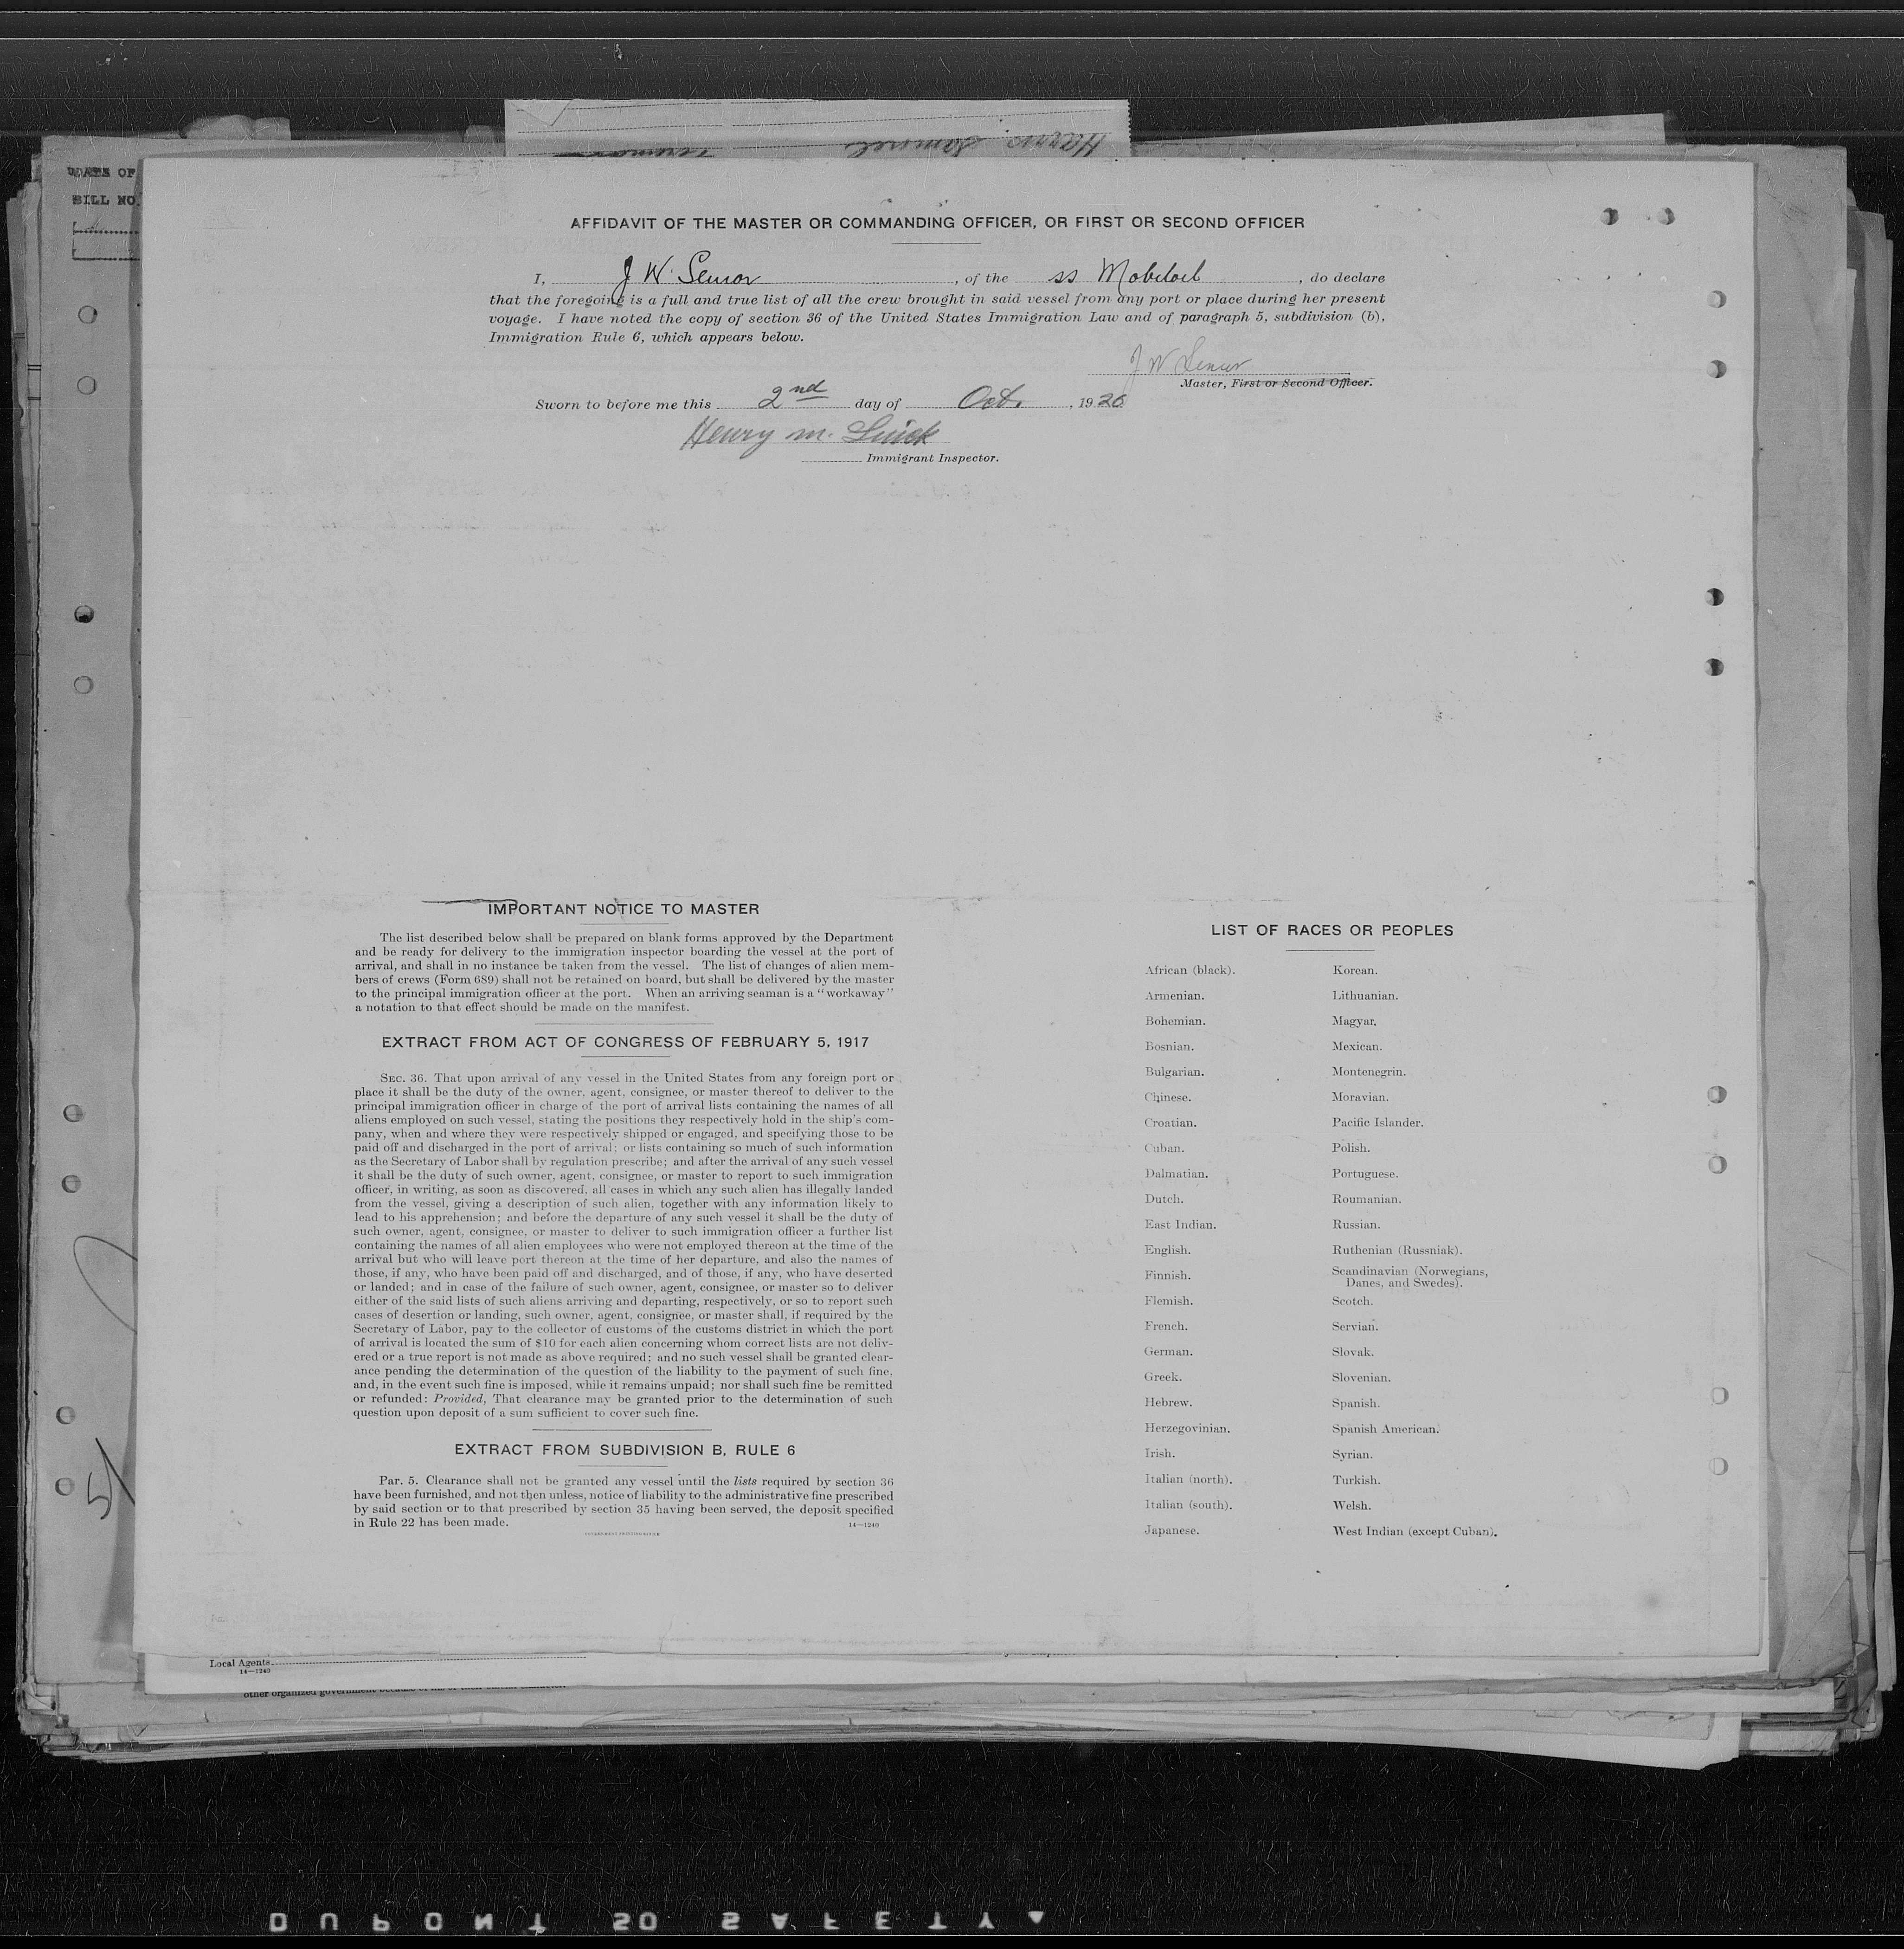 DATE OF
BILL NO.
AFFIDAVIT OF THE MASTER OR COMMANDING OFFICER, OR FIRST OR SECOND OFFICER
I, J W Senior, of the ss Mobiloil, do declare
that the foregoing is a full and true list of all the crew brought in said vessel from any port or place during her present
voyage. I have noted the copy of section 36 of the United States Immigration Law and of paragraph 5, subdivision (b),
Immigration Rule 6, which appears below.
J W Senior
Master, First or Second Officer.
Sworn to before me this 2nd day of Oct., 1920
Henry M.
Immigrant Inspector.
IMPORTANT NOTICE TO MASTER
The list described below shall be prepared on blank forms approved by the Department
and be ready for delivery to the immigration inspector boarding the vessel at the port of
arrival, and shall in no instance be taken from the vessel. The list of changes of alien mem-
bers of crews (Form 689) shall not be retained on board, but shall be delivered by the master
to the principal immigration officer at the port. When an arriving seaman is a "workaway"
a notation to that effect should be made on the manifest.
EXTRACT FROM ACT OF CONGRESS OF FEBRUARY 5, 1917
SEC. 36. That upon arrival of any vessel in the United States from any foreign port or
place it shall be the duty of the owner, agent, consignee, or master thereof to deliver to the
principal immigration officer in charge of the port of arrival lists containing the names of all
aliens employed on such vessel, stating the positions they respectively hold in the ship's com-
pany, when and where they were respectively shipped or engaged, and specifying those to be
paid off and discharged in the port of arrival; or lists containing so much of such information
as the Secretary of Labor shall by regulation prescribe; and after the arrival of any such vessel
it shall be the duty of such owner, agent, consignee, or master to report to such immigration
officer, in writing, as soon as discovered, all cases in which any such alien has illegally landed
from the vessel, giving a description of such alien, together with any information likely to
lead to his apprehension; and before the departure of any such vessel it shall be the duty of
such owner, agent, consignee, or master to deliver to such immigration officer a further list
containing the names of all alien employees who were not employed thereon at the time of the
arrival but who will leave port thereon at the time of her departure, and also the names of
those, if any, who have been paid off and discharged, and of those, if any, who have deserted
or landed; and in case of the failure of such owner, agent, consignee, or master so to deliver
either of the said lists of such aliens arriving and departing, respectively, or so to report such
cases of desertion or landing, such owner, agent, consignee, or master shall, if required by the
Secretary of Labor, pay to the collector of customs of the customs district in which the port
of arrival is located the sum of $10 for each alien concerning whom correct lists are not deliv-
ered or a true report is not made as above required; and no such vessel shall be granted clear-
ance pending the determination of the question of the liability to the payment of such fine,
and, in the event such fine is imposed, while it remains unpaid; nor shall such fine be remitted
or refunded: Provided, That clearance may be granted prior to the determination of such
question upon deposit of a sum sufficient to cover such fine.
EXTRACT FROM SUBDIVISION B, RULE 6
Par. 5. Clearance shall not be granted any vessel until the lists required by section 36
have been furnished, and not then unless, notice of liability to the administrative fine prescribed
by said section or to that prescribed by section 35 having been served, the deposit specified
in Rule 22 has been made.
14—1240
GOVERNMENT PRINTING OFFICE
LIST OF RACES OR PEOPLES
African (black).
Armenian.
Bohemian.
Bosnian.
Bulgarian.
Chinese.
Croatian.
Cuban.
Dalmatian.
Dutch.
East Indian.
English.
Finnish.
Flemish.
French.
German.
Greek.
Hebrew.
Herzegovinian.
Irish.
Italian (north).
Italian (south).
Japanese.
Korean.
Lithuanian.
Magyar.
Mexican.
Montenegrin.
Moravian.
Pacific Islander.
Polish.
Portuguese.
Roumanian.
Russian.
Ruthenian (Russniak).
Scandinavian (Norwegians,
Danes, and Swedes).
Scotch.
Servian.
Slovak.
Slovenian.
Spanish.
Spanish American.
Syrian.
Turkish.
Welsh.
West Indian (except Cuban).
Local Agents
14—1240
other organized government because of
DUPONT SO SAFETY